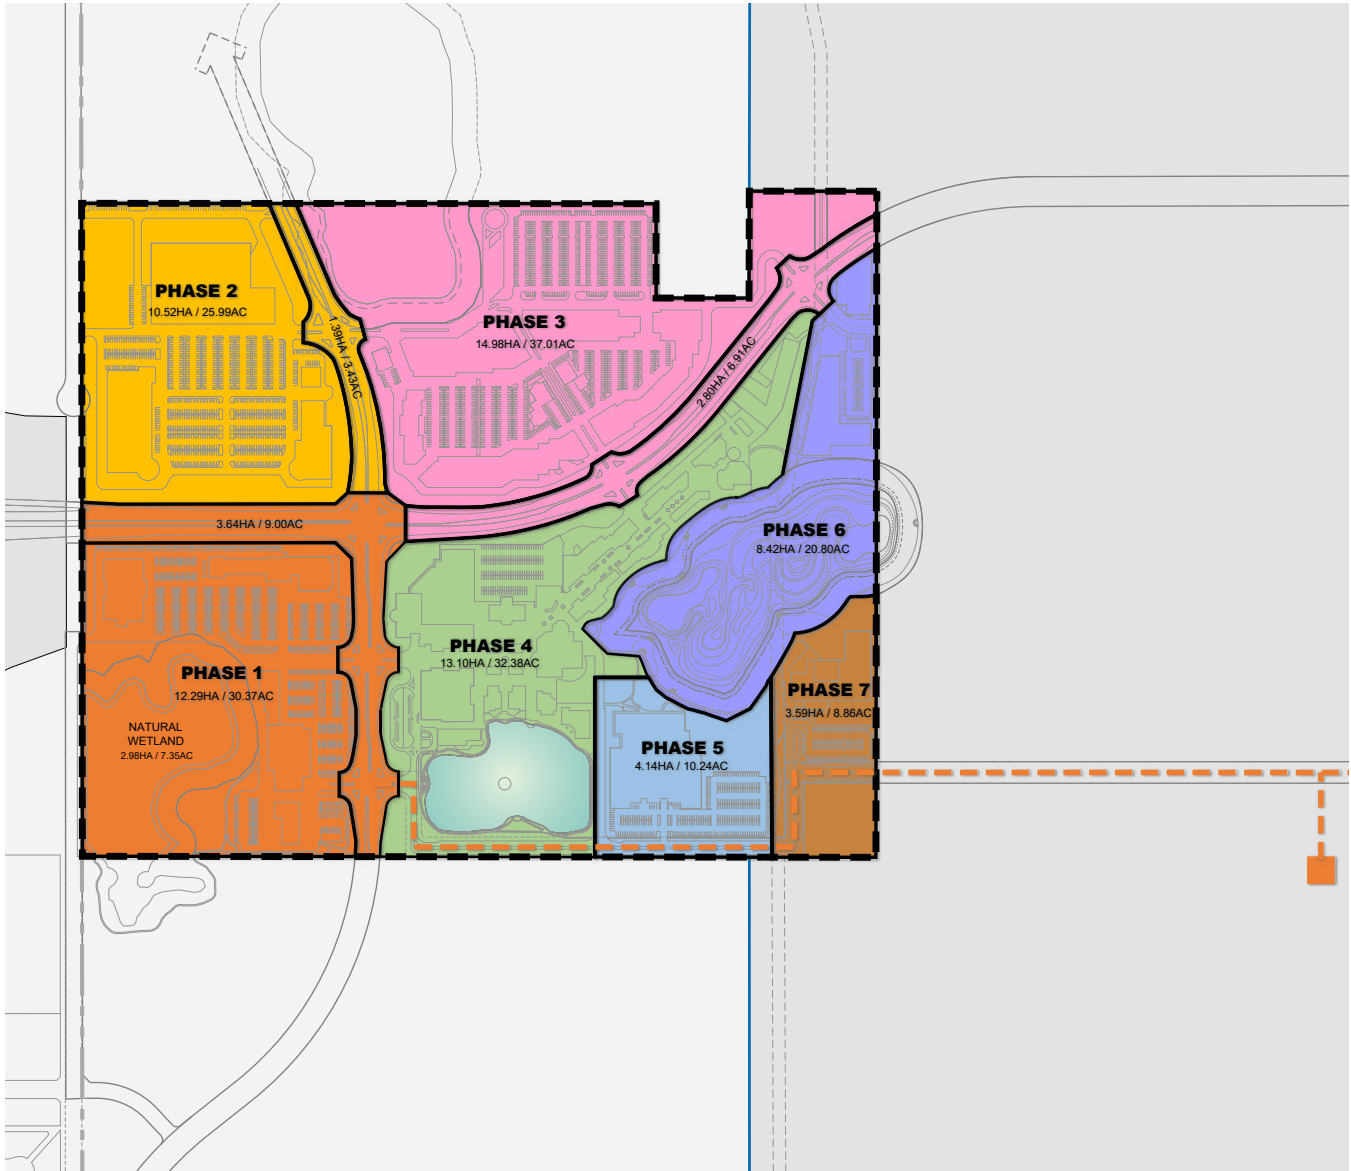 PHASE 2
10.52HA / 25.99AC
1.39HA / 3.43AC
PHASE 3
14.98HA / 37.01AC
2.80HA / 6.91AC
3.64HA / 9.00AC
PHASE 6
8.42HA / 20.80AC
PHASE 4
13.10HA / 32.38AC
PHASE 1
12.29HA / 30.37AC
NATURAL
WETLAND
2.98HA / 7.35AC
PHASE 7
3.59HA / 8.86AC
PHASE 5
4.14HA / 10.24AC